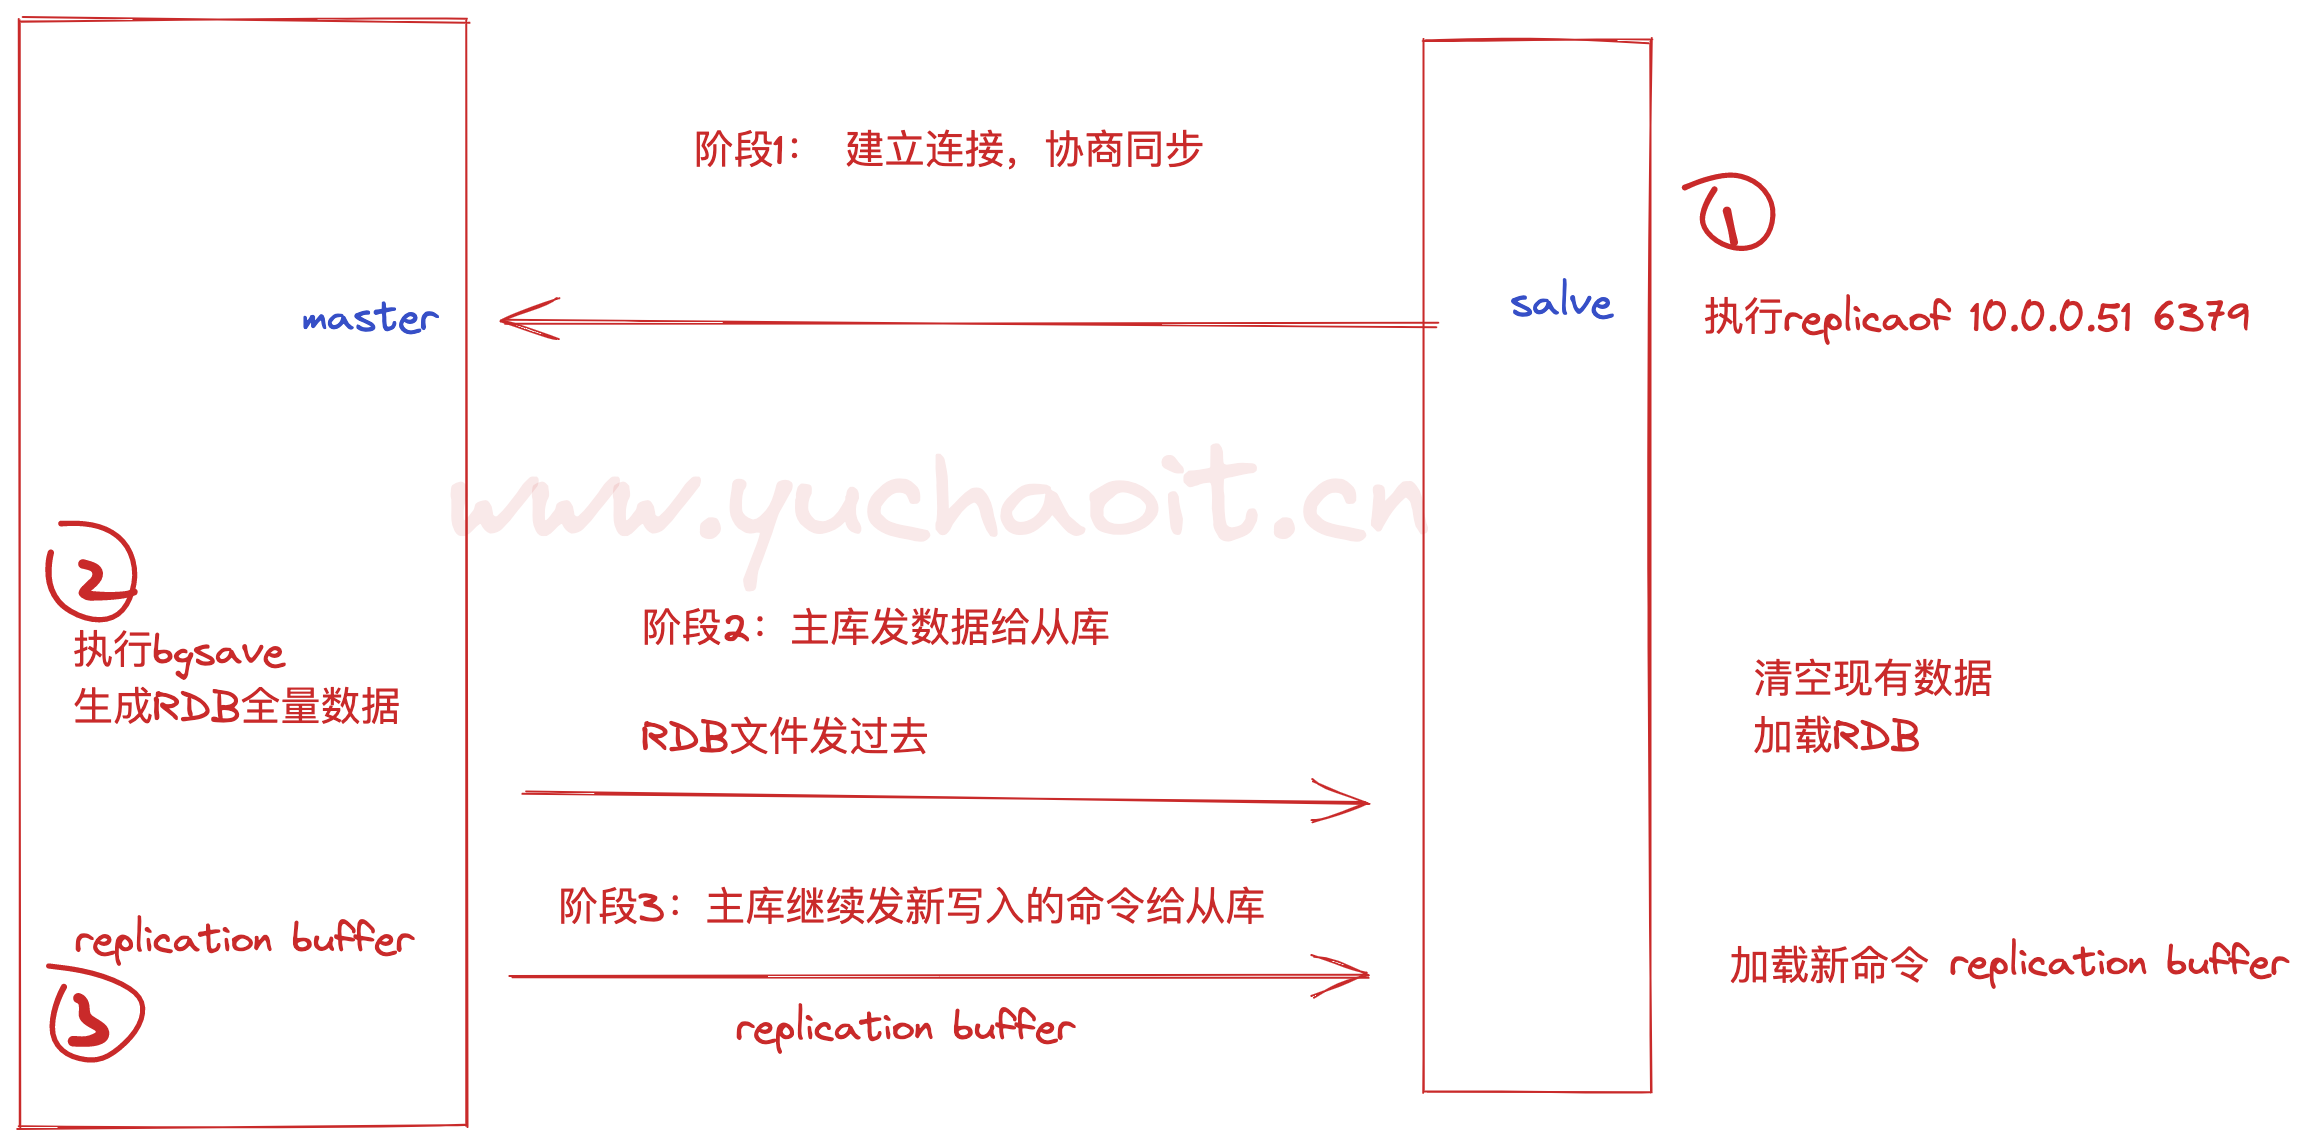 阶段1： 建立连接，协商同步
①
master
salve
执行replicaof 10.0.0.51 6379
www.yuchaoit.cn
②
执行bgsave
生成RDB全量数据
阶段2：主库发数据给从库
RDB文件发过去
清空现有数据
加载RDB
阶段3：主库继续发新写入的命令给从库
replication buffer
③
replication buffer
加载新命令 replication buffer